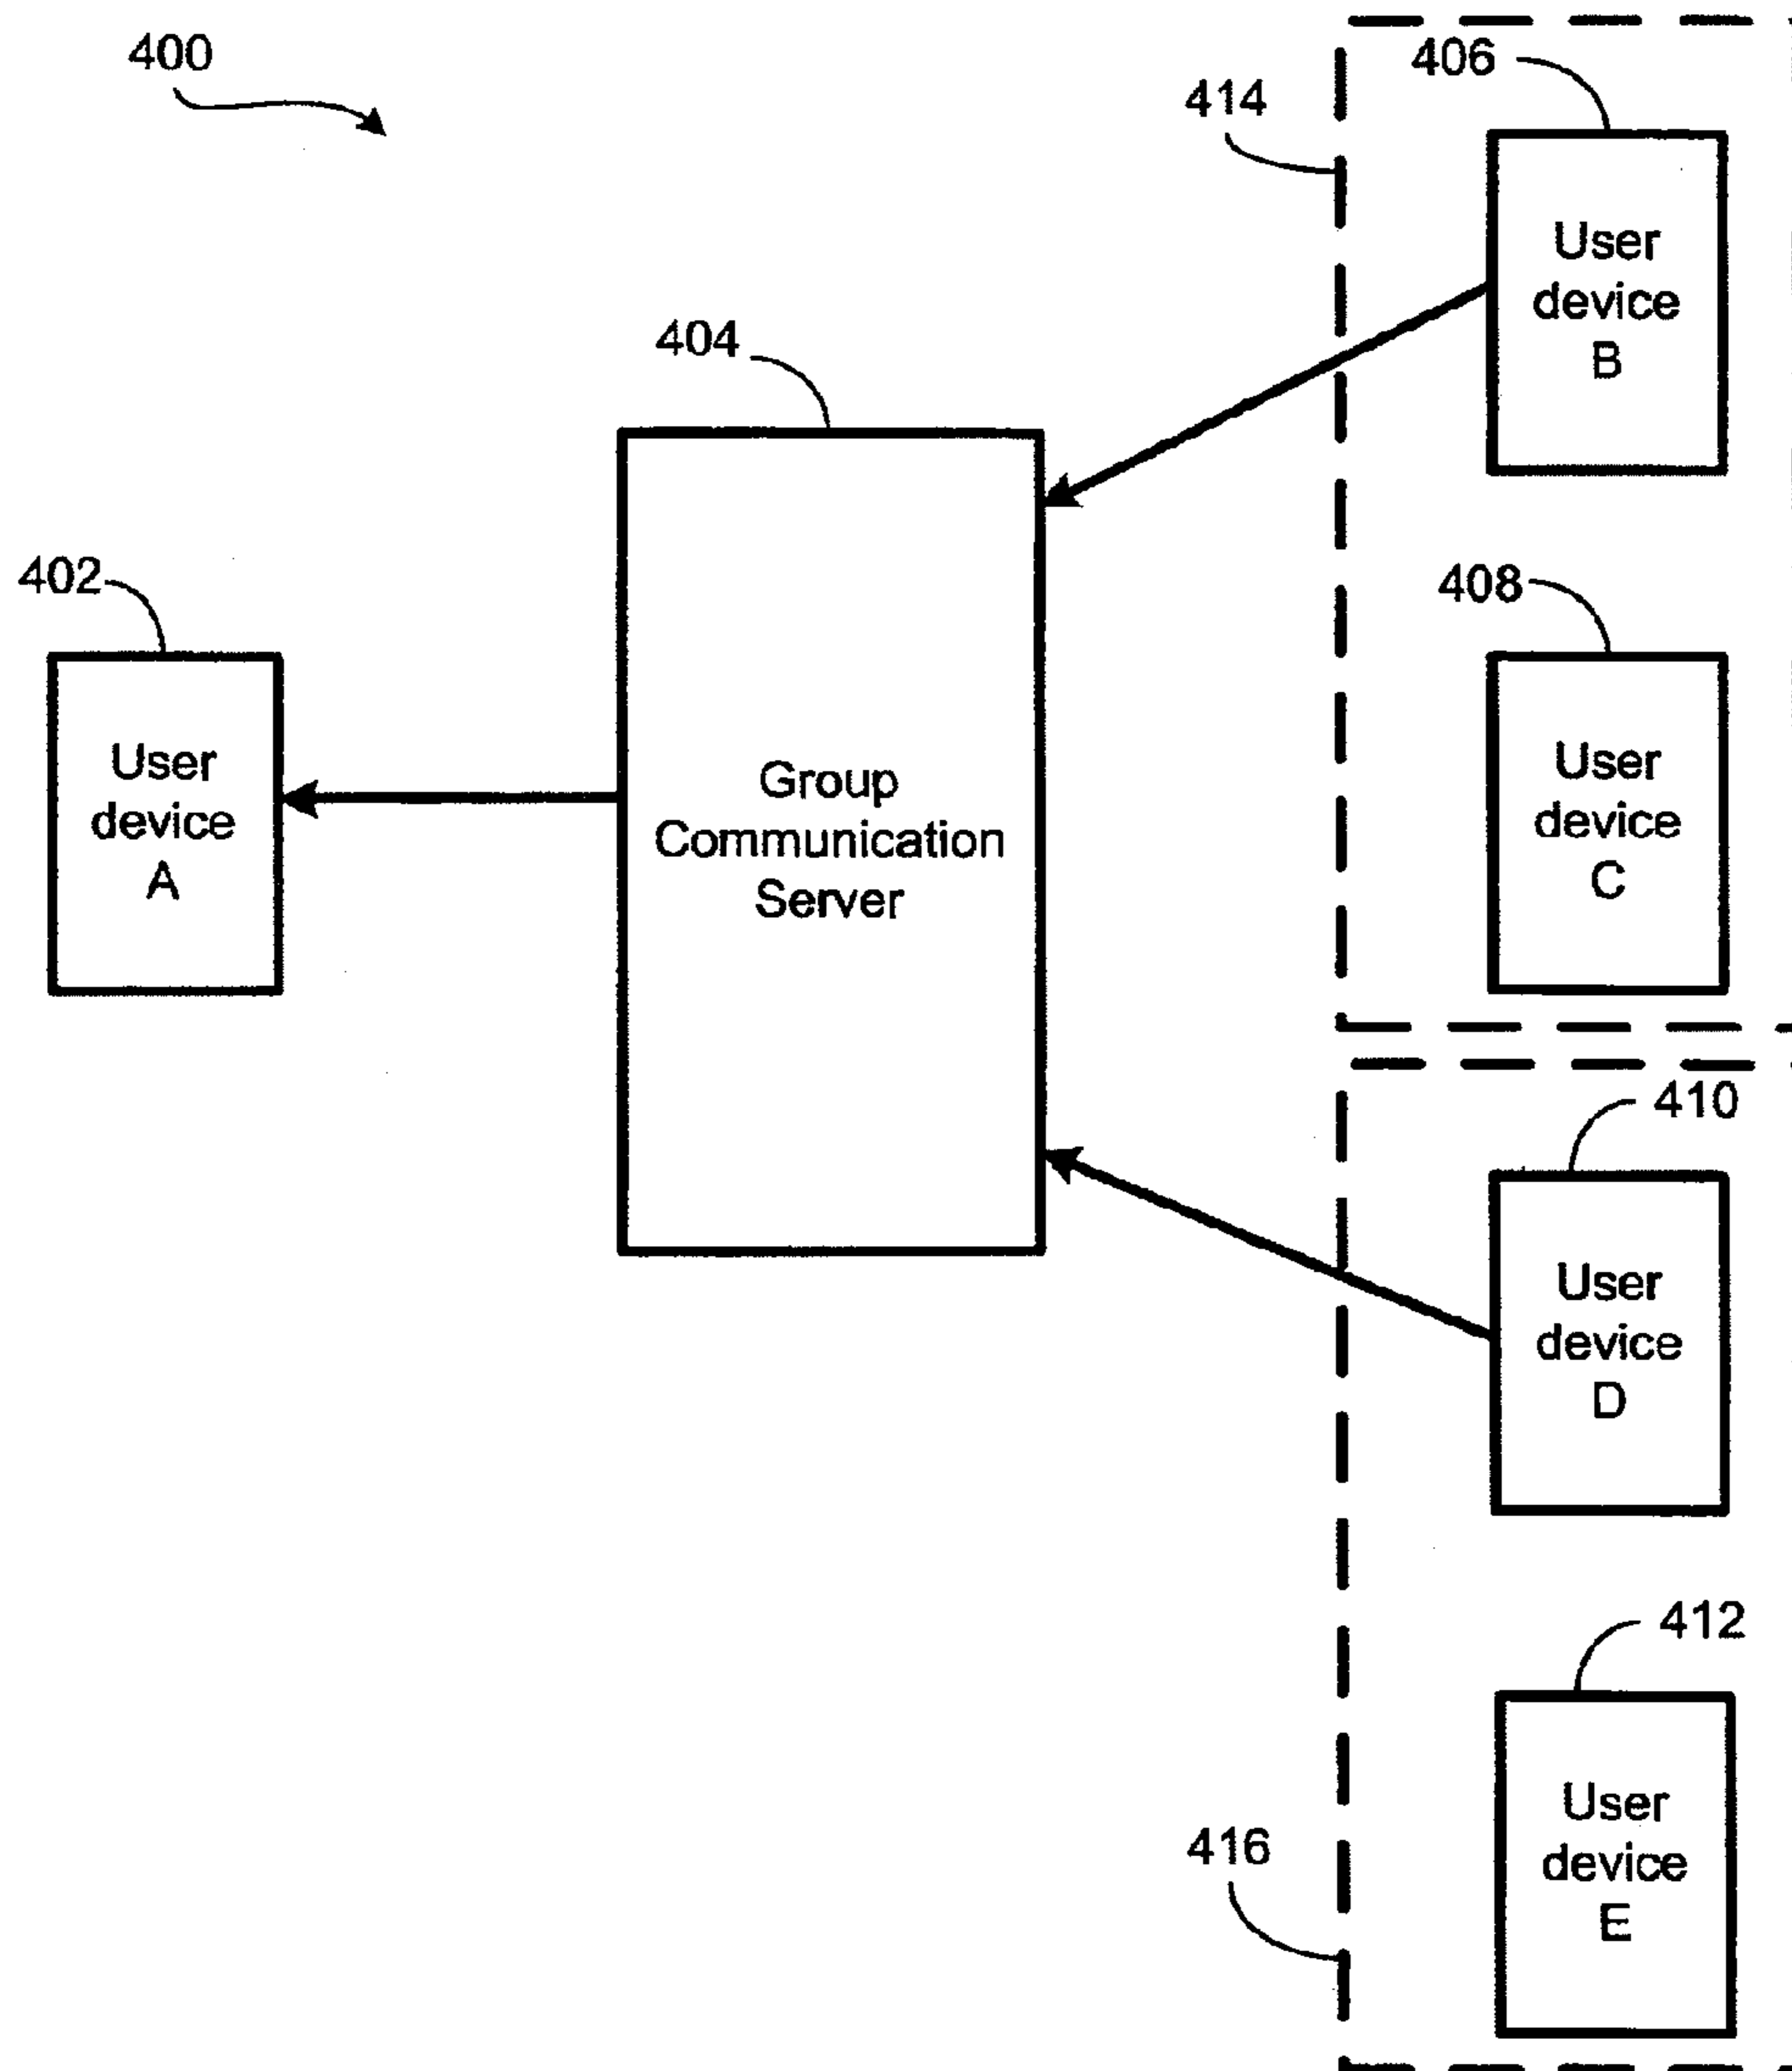 400
406
414
User
device
B
404
402
408
User
device
A
Group
Communication
Server
User
device
C
410
User
device
D
412
416
User
device
E